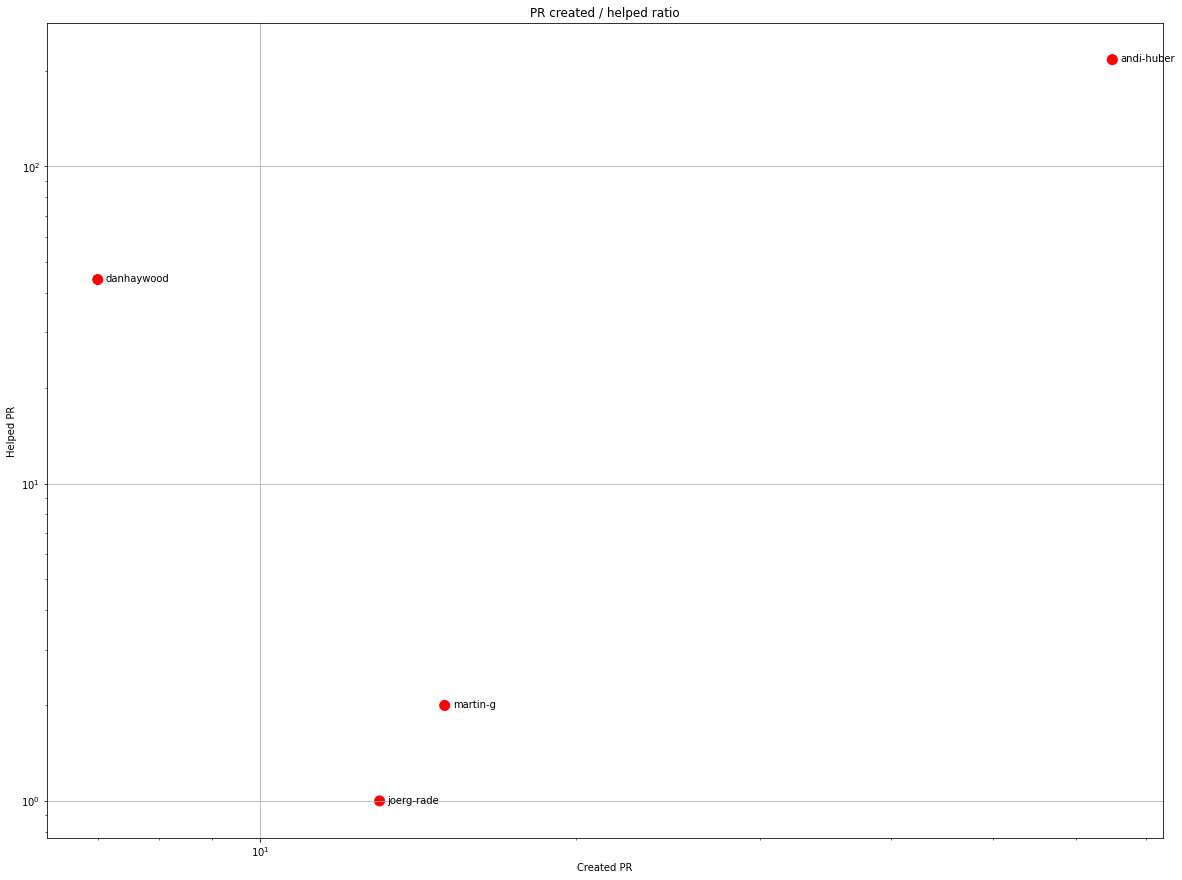 PR created / helped ratio
andi-huber
10²
danhaywood
Helped PR
10¹
martin-g
10⁰
joerg-rade
10¹
Created PR